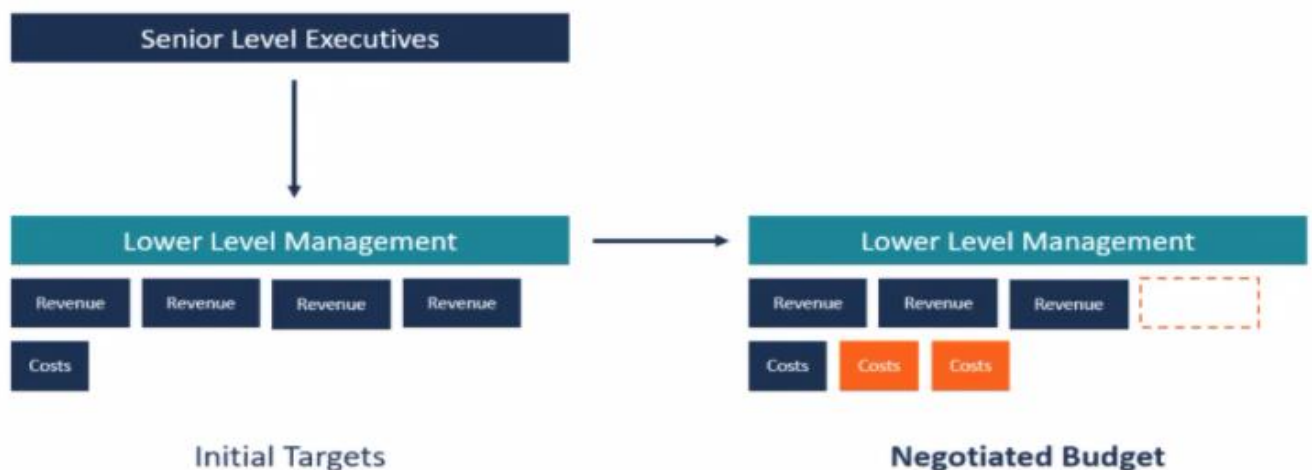 Senior Level Executives
Lower Level Management
Lower Level Management
Revenue Revenue Revenue Revenue
Revenue Revenue Revenue
Costs
Costs Costs Costs
Initial Targets
Negotiated Budget